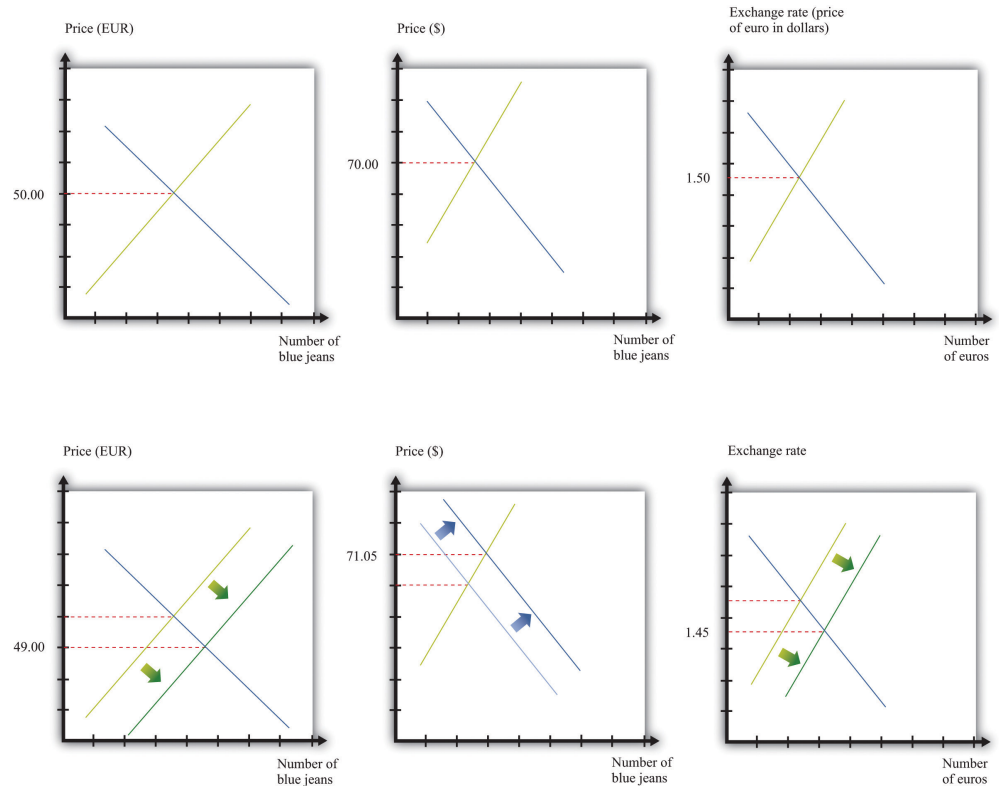 Price (EUR)
50.00
Number of
blue jeans
Price ($)
70.00
Number of
blue jeans
Exchange rate (price
of euro in dollars)
1.50
Number
of euros
Price (EUR)
49.00
Number of
blue jeans
Price ($)
71.05
Number of
blue jeans
Exchange rate
1.45
Number
of euros